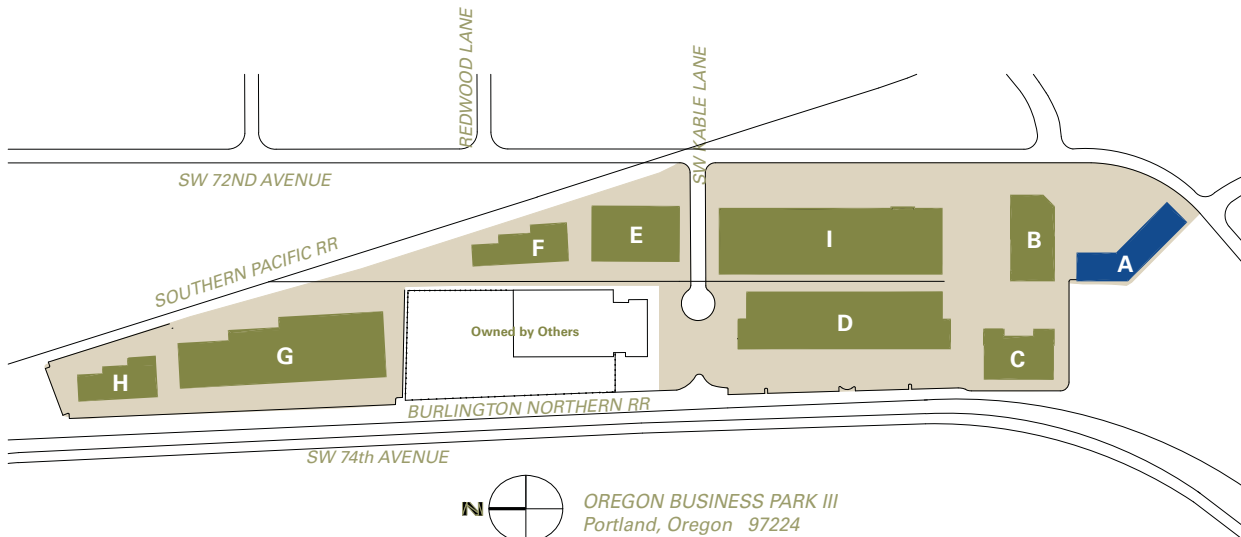 REDWOOD LANE
SW KABLE LANE
SW 72ND AVENUE
SOUTHERN PACIFIC RR
F
E
I
B
A
Owned by Others
D
C
G
H
BURLINGTON NORTHERN RR
SW 74th AVENUE
N
OREGON BUSINESS PARK III
Portland, Oregon 97224